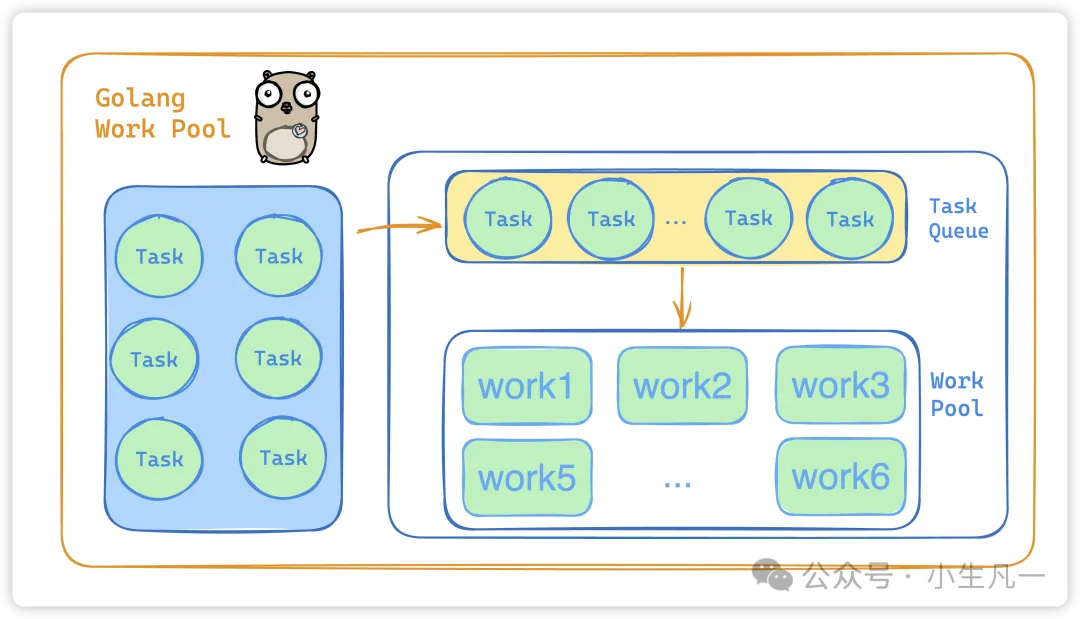 Golang
Work Pool
Task
Task
Task
Task
Task
Task
Task
Task
...
Task
Task
Task
Queue
work1
work2
work3
work5
...
work6
Work
Pool
公众号 · 小生凡一